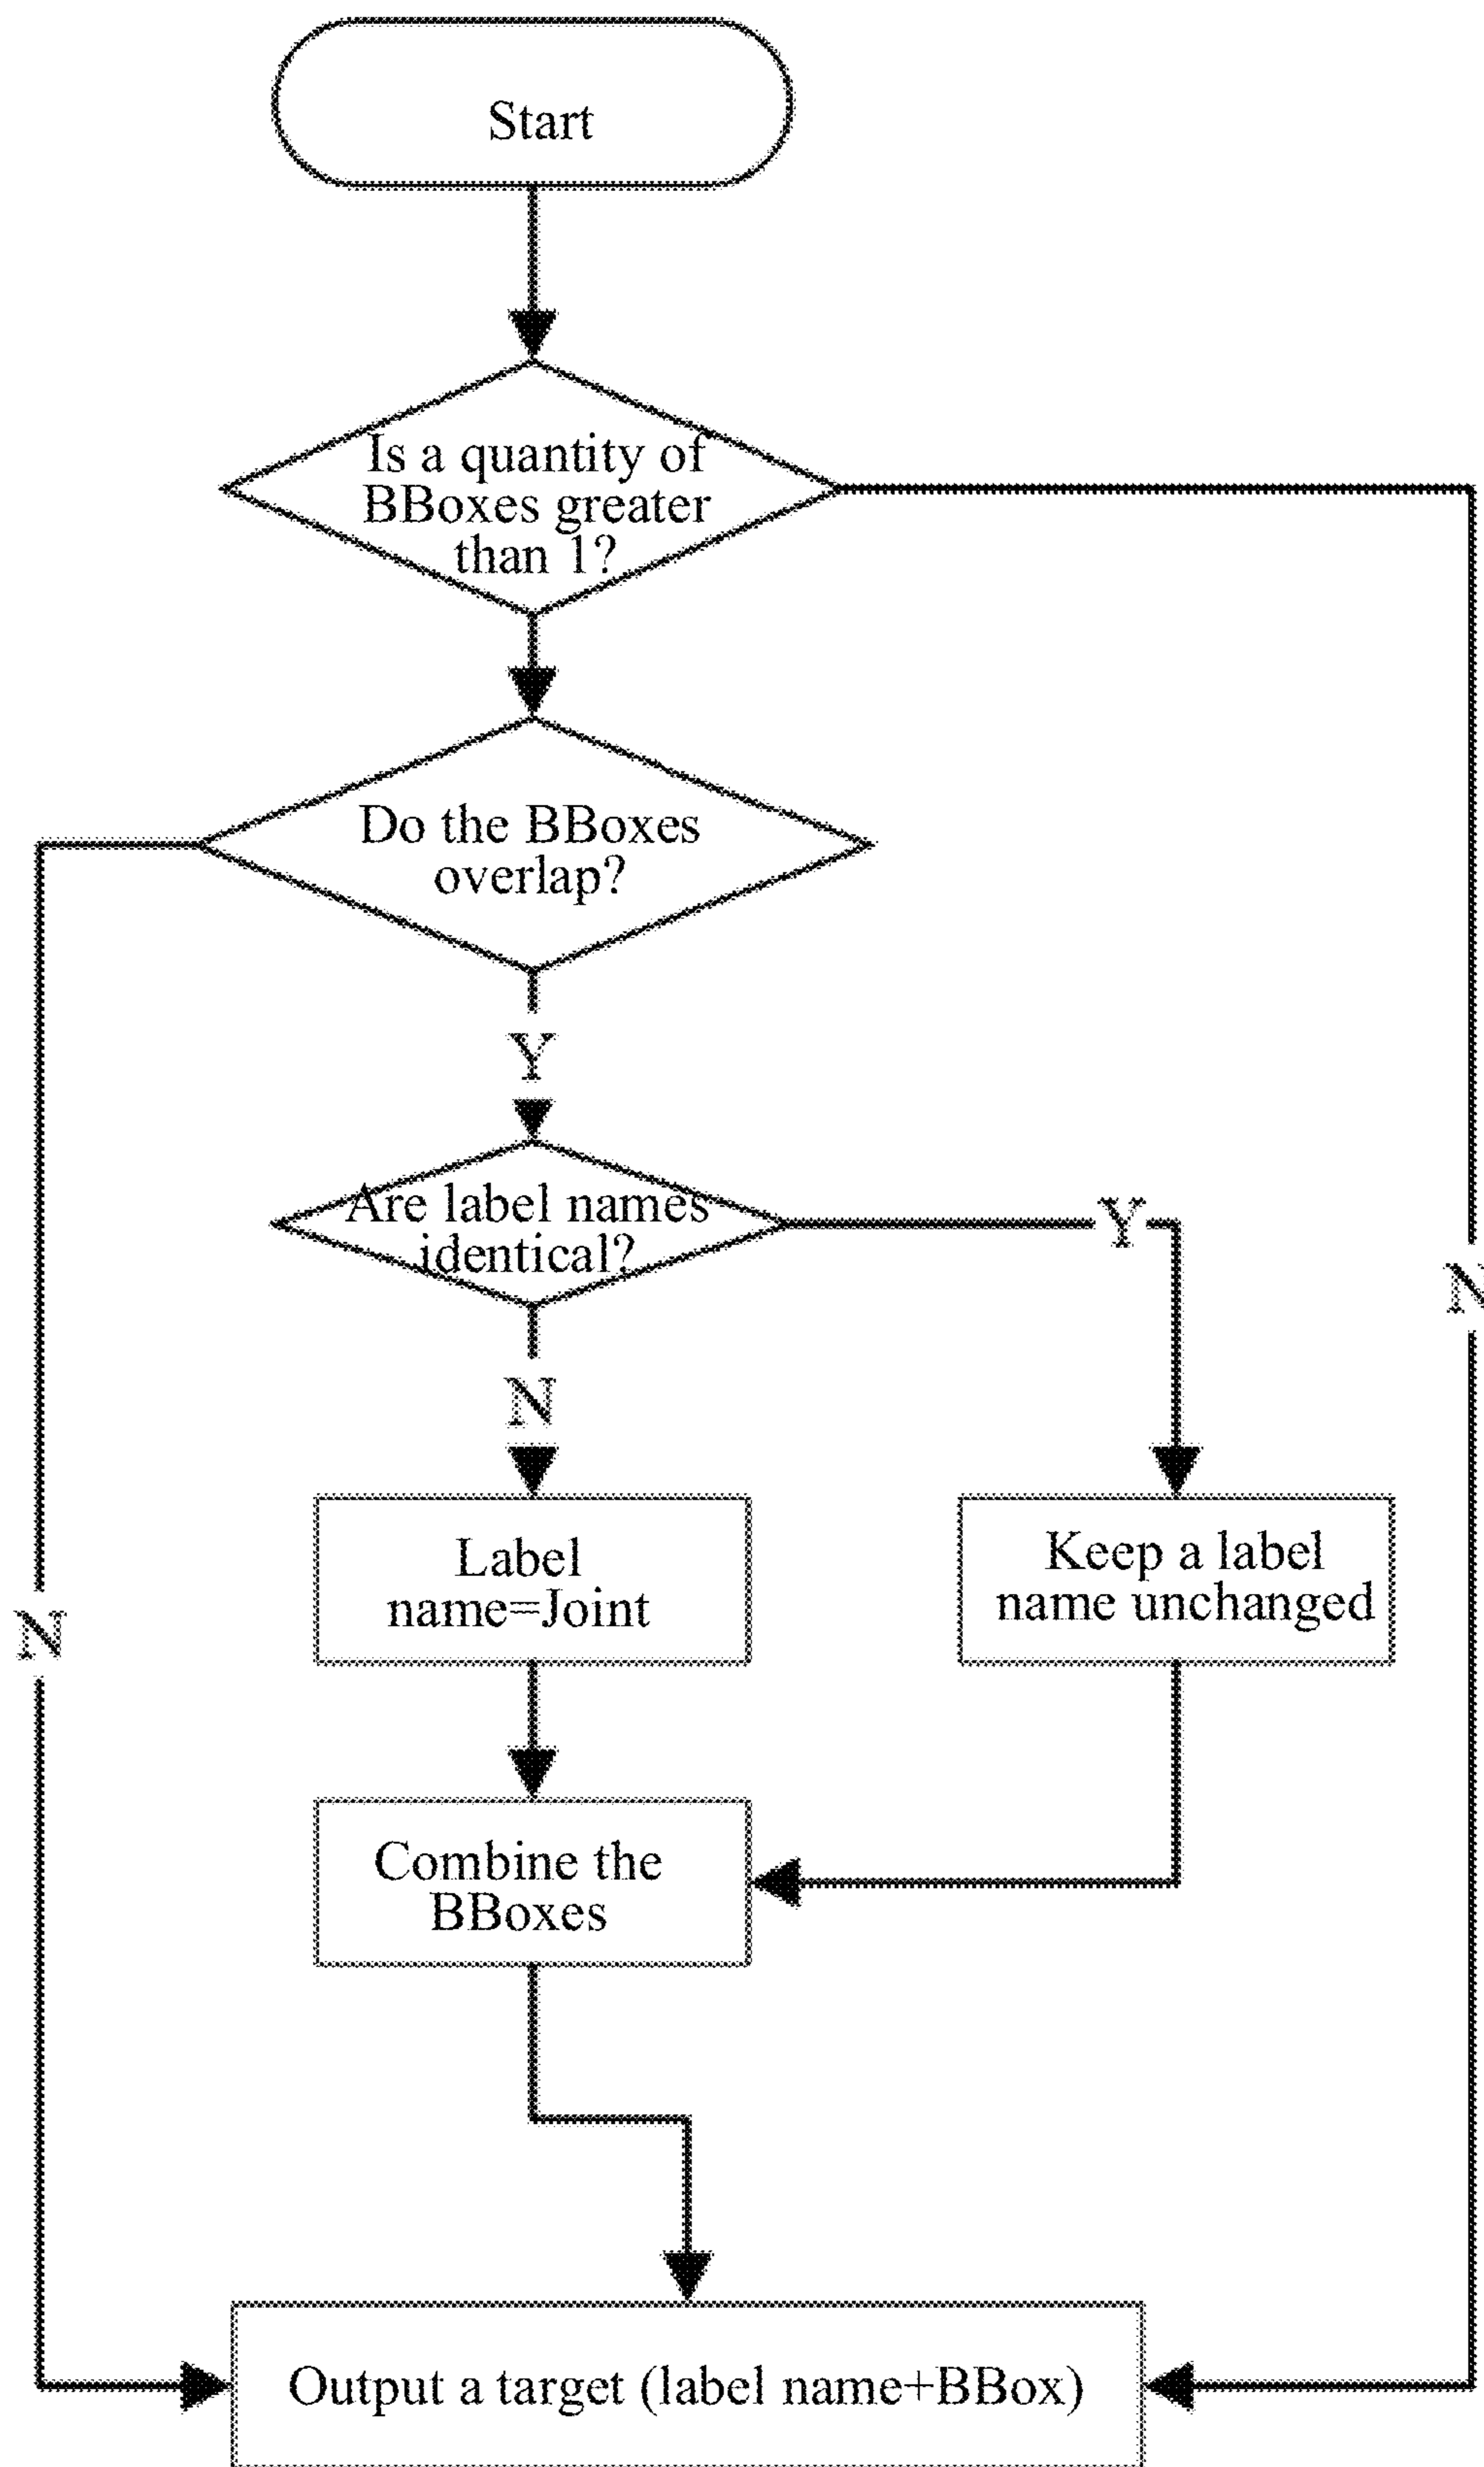 Start
Is a quantity of
BBoxes greater
than 1?
Do the BBoxes
overlap?
Y
Are label names
identical?
Y
N
N
Label
name=Joint
Keep a label
name unchanged
N
Combine the
BBoxes
Output a target (label name+BBox)